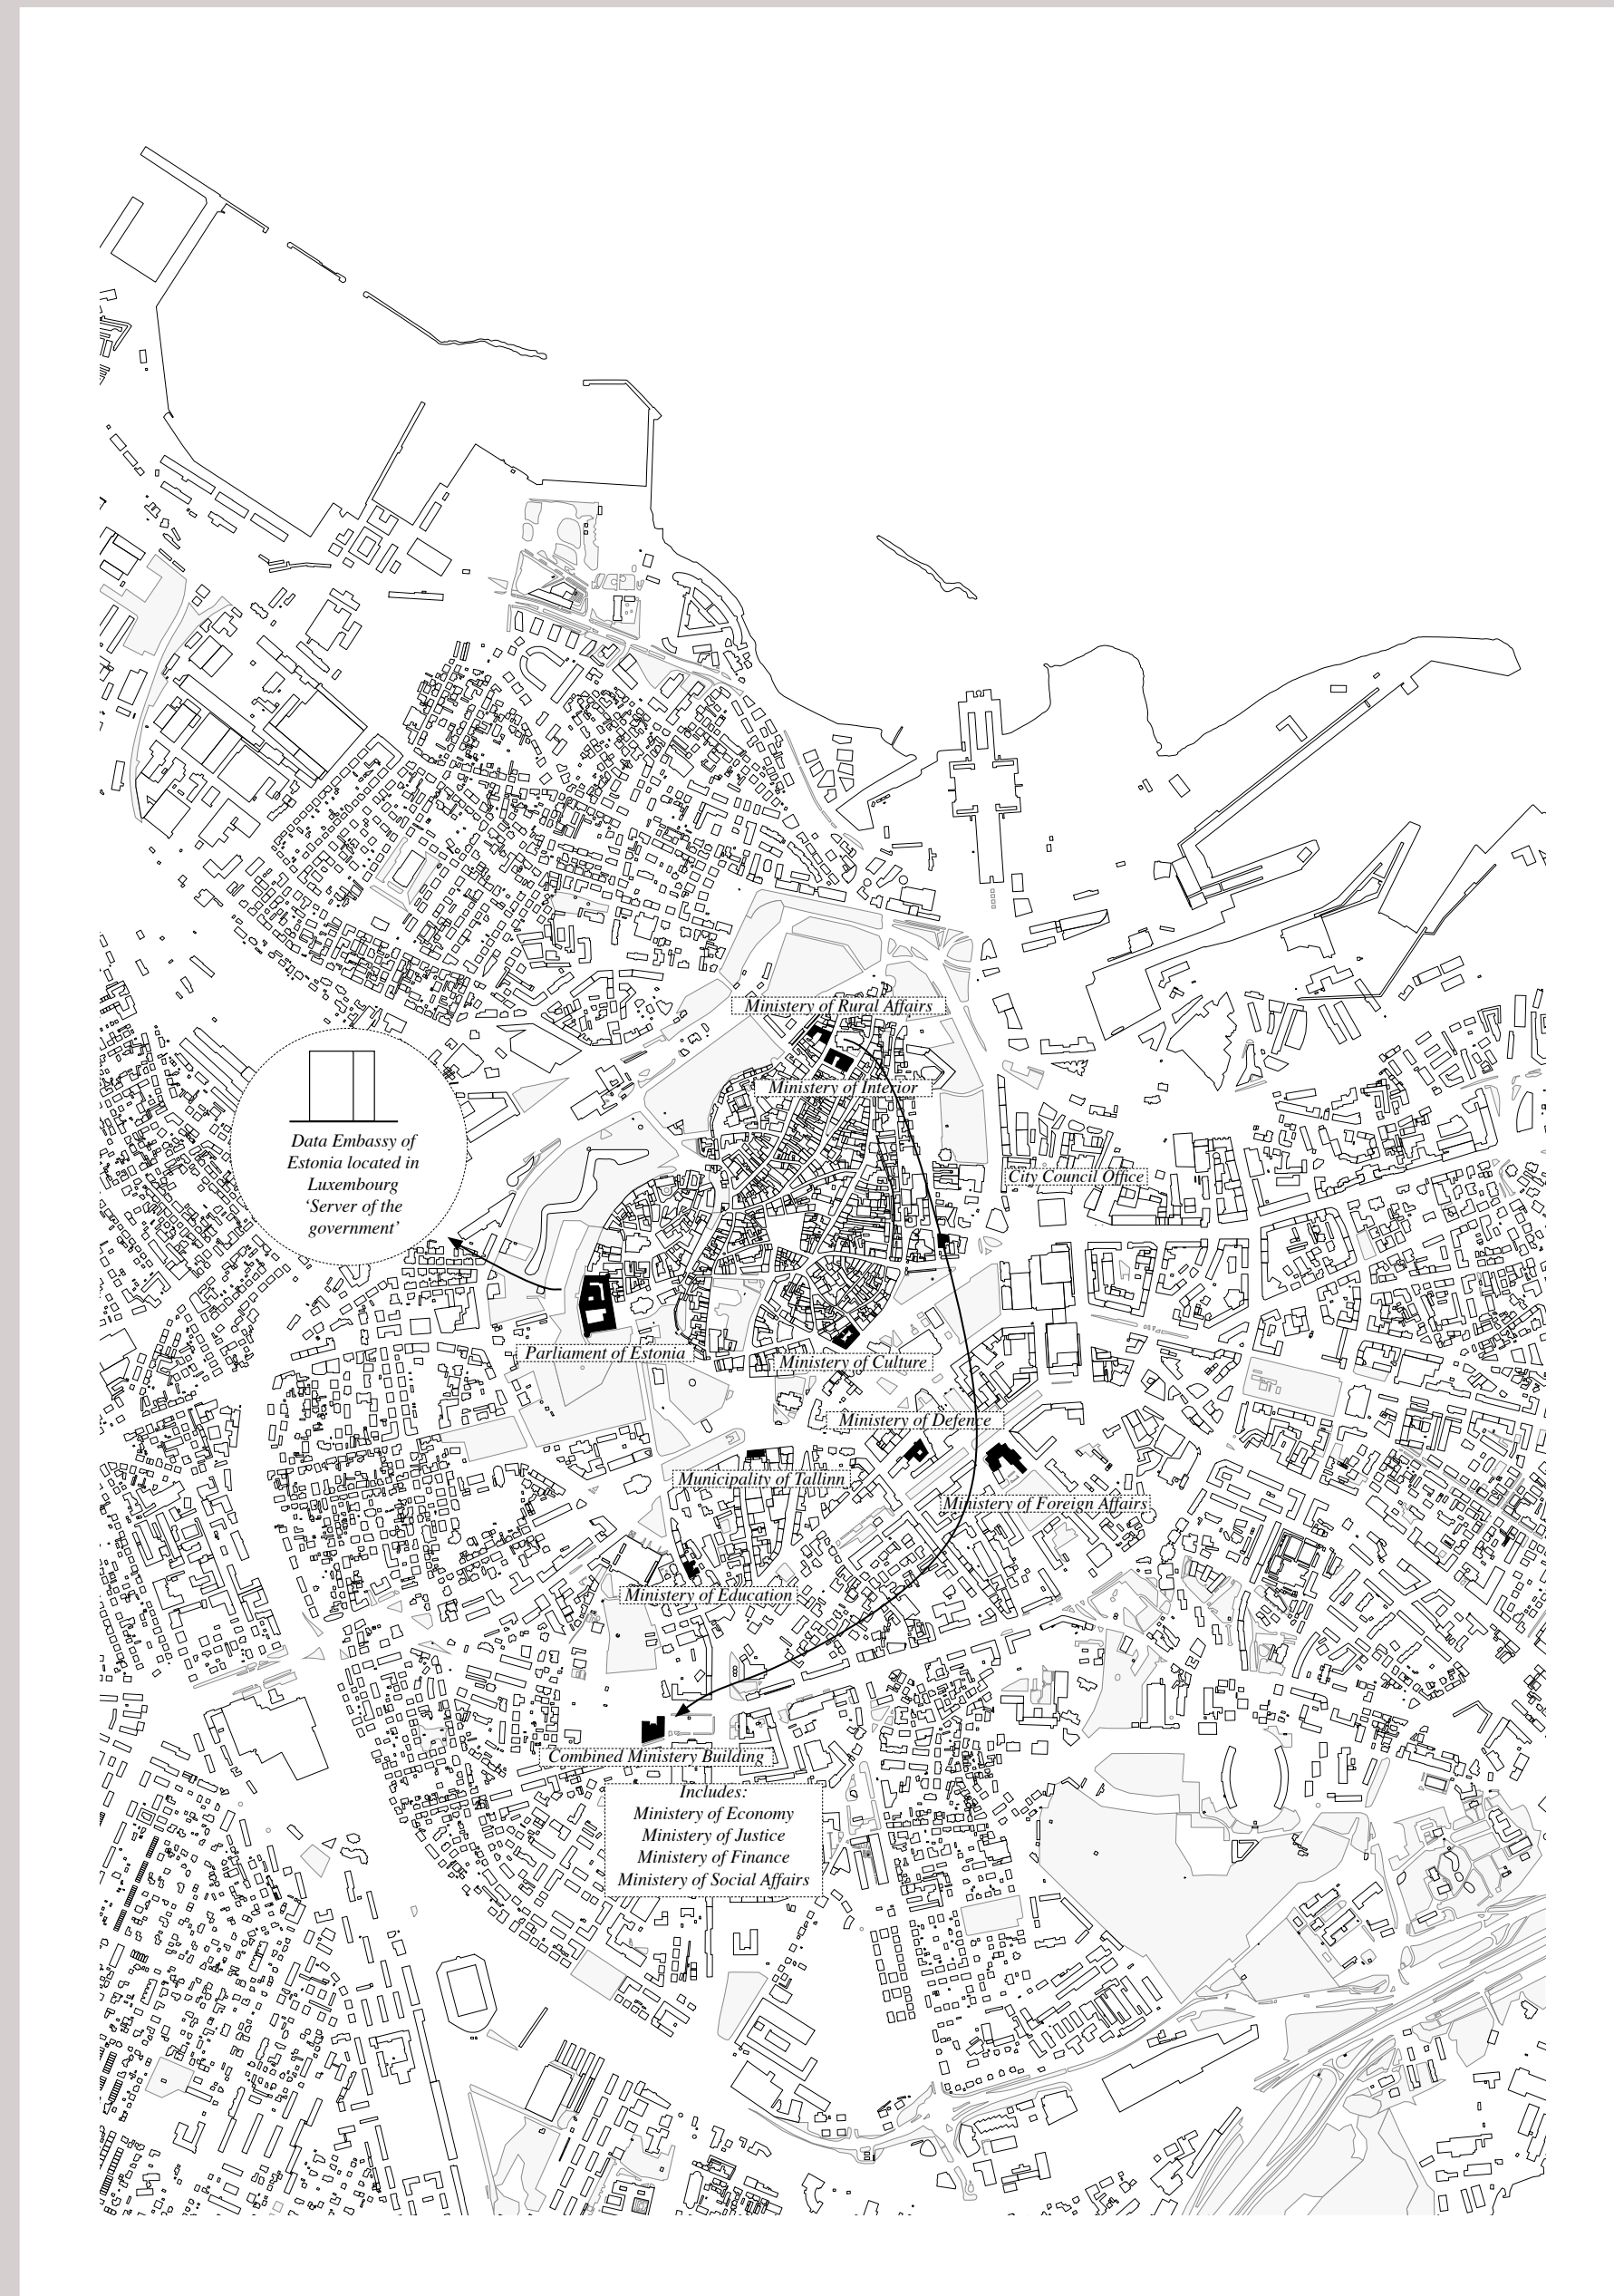 Ministery of Rural Affairs
Ministery of Interior
Data Embassy of
Estonia located in
Luxembourg
‘Server of the
government’
City Council Office
Parliament of Estonia
Ministery of Culture
Ministery of Defence
Municipality of Tallinn
Ministery of Foreign Affairs
Ministery of Education
Combined Ministery Building
Includes:
Ministery of Economy
Ministery of Justice
Ministery of Finance
Ministery of Social Affairs